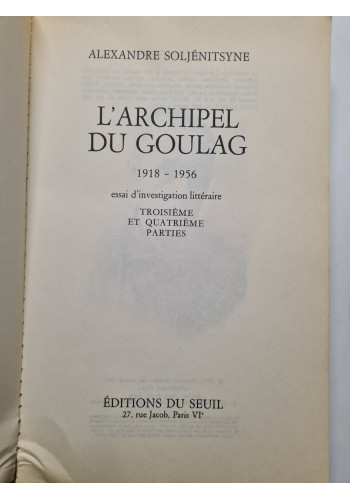 ALEXANDRE SOLJÉNITSYNE
L'ARCHIPEL
DU GOULAG
1918 - 1956
essai d'investigation littéraire
TROISIÈME
ET QUATRIÈME
PARTIES
ÉDITIONS DU SEUIL
27, rue Jacob, Paris VIᵉ